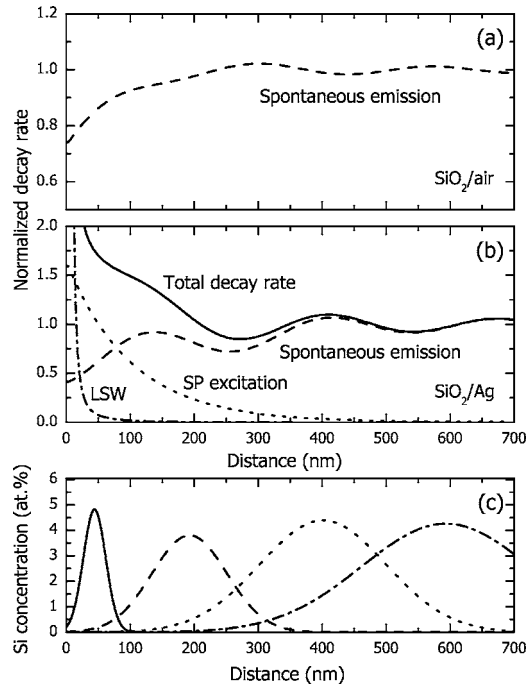 Normalized decay rate
1.2
1.0
0.8
0.6
(a)
Spontaneous emission
SiO₂/air
2.0
1.5
1.0
0.5
0.0
(b)
Total decay rate
Spontaneous emission
LSW
SP excitation
SiO₂/Ag
0 100 200 300 400 500 600 700
Distance (nm)
Si concentration (at.%)
6
5
4
3
2
1
0
(c)
0 100 200 300 400 500 600 700
Distance (nm)